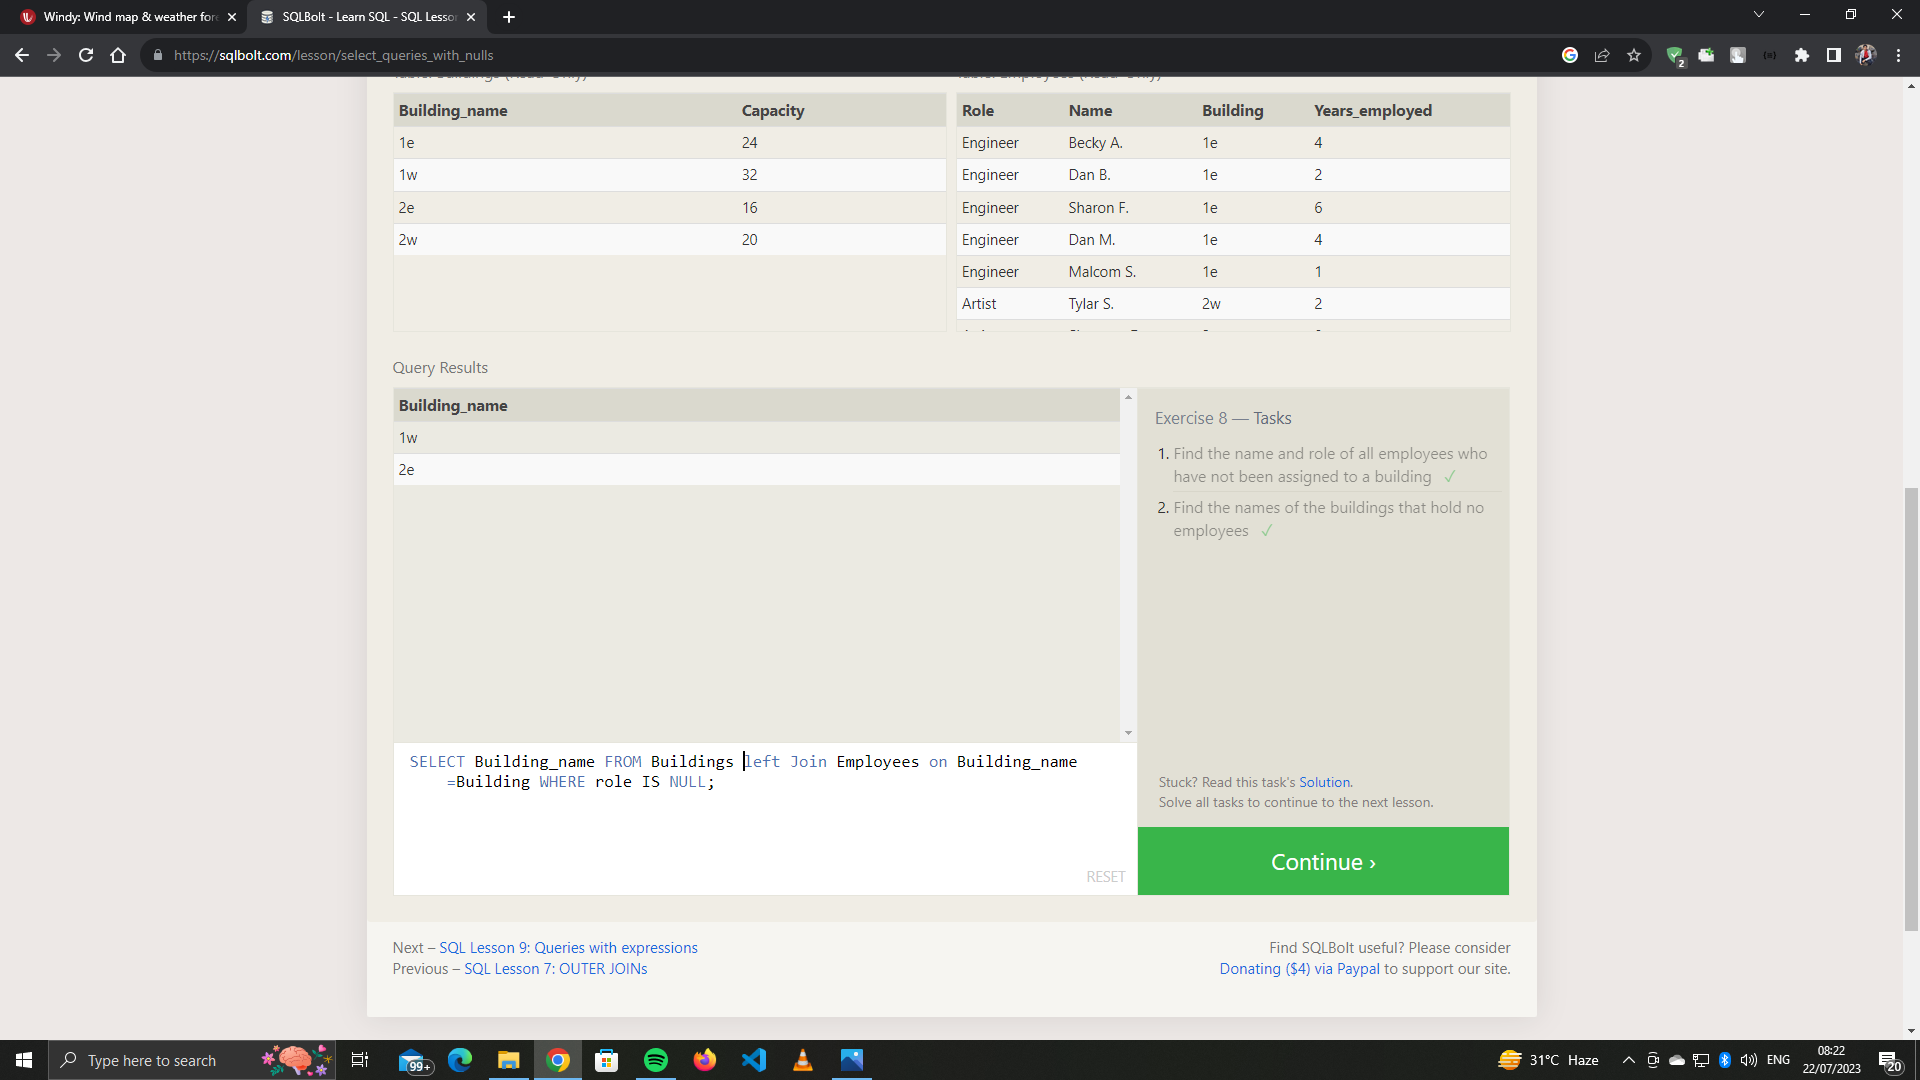 Windy: Wind map & weather fore
SQLBolt - Learn SQL - SQL Lesson
https://sqlbolt.com/lesson/select_queries_with_nulls
2
Building_name Capacity
1e 24
1w 32
2e 16
2w 20
Role Name Building Years_employed
Engineer Becky A. 1e 4
Engineer Dan B. 1e 2
Engineer Sharon F. 1e 6
Engineer Dan M. 1e 4
Engineer Malcom S. 1e 1
Artist Tylar S. 2w 2
Query Results
Building_name
1w
2e
Exercise 8 — Tasks
1. Find the name and role of all employees who
have not been assigned to a building ✓
2. Find the names of the buildings that hold no
employees ✓
SELECT Building_name FROM Buildings left Join Employees on Building_name
=Building WHERE role IS NULL;
RESET
Stuck? Read this task's Solution.
Solve all tasks to continue to the next lesson.
Continue ›
Next – SQL Lesson 9: Queries with expressions
Previous – SQL Lesson 7: OUTER JOINs
Find SQLBolt useful? Please consider
Donating ($4) via Paypal to support our site.
Type here to search
99+
31°C Haze
ENG
08:22
22/07/2023
20